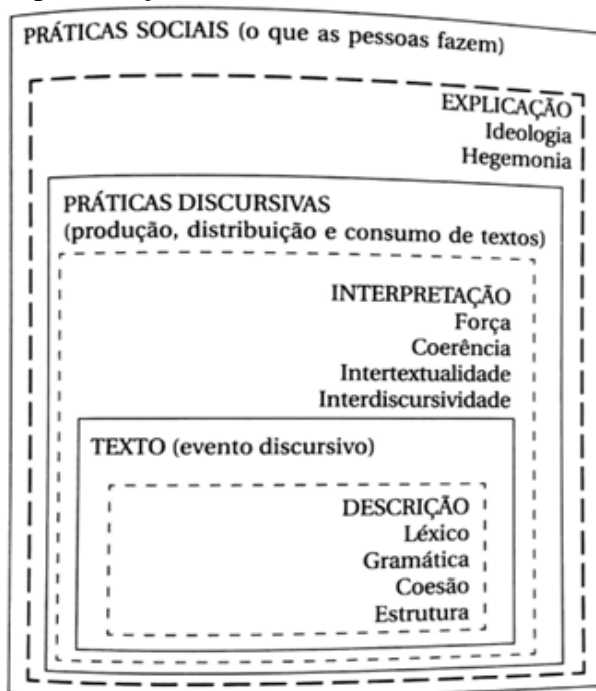 PRÁTICAS SOCIAIS (o que as pessoas fazem)
EXPLICAÇÃO
Ideologia
Hegemonia
PRÁTICAS DISCURSIVAS
(produção, distribuição e consumo de textos)
INTERPRETAÇÃO
Força
Coerência
Intertextualidade
Interdiscursividade
TEXTO (evento discursivo)
DESCRIÇÃO
Léxico
Gramática
Coesão
Estrutura